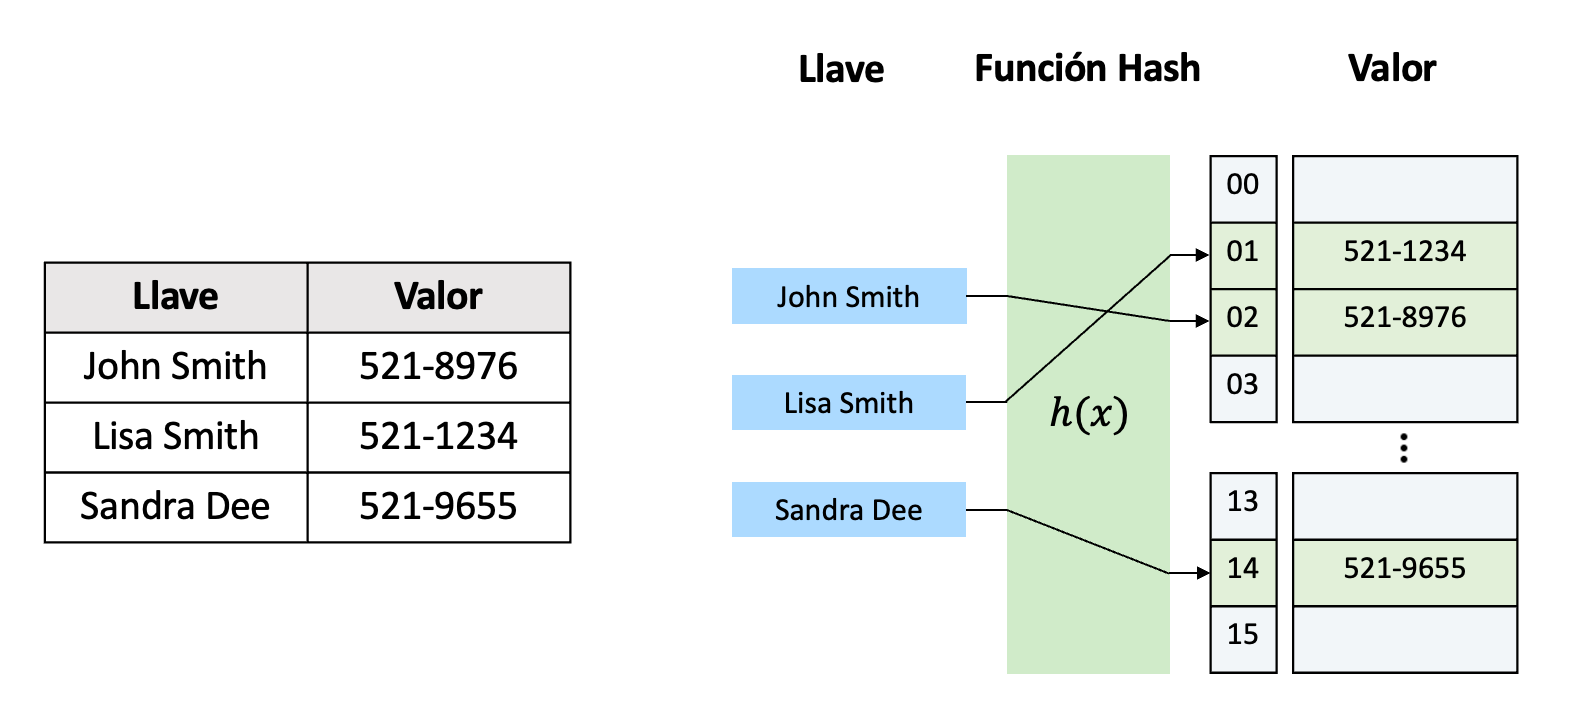 Llave Valor
John Smith 521-8976
Lisa Smith 521-1234
Sandra Dee 521-9655
Llave Función Hash Valor
John Smith
Lisa Smith
Sandra Dee
h(x)
00
01 521-1234
02 521-8976
03
13
14 521-9655
15